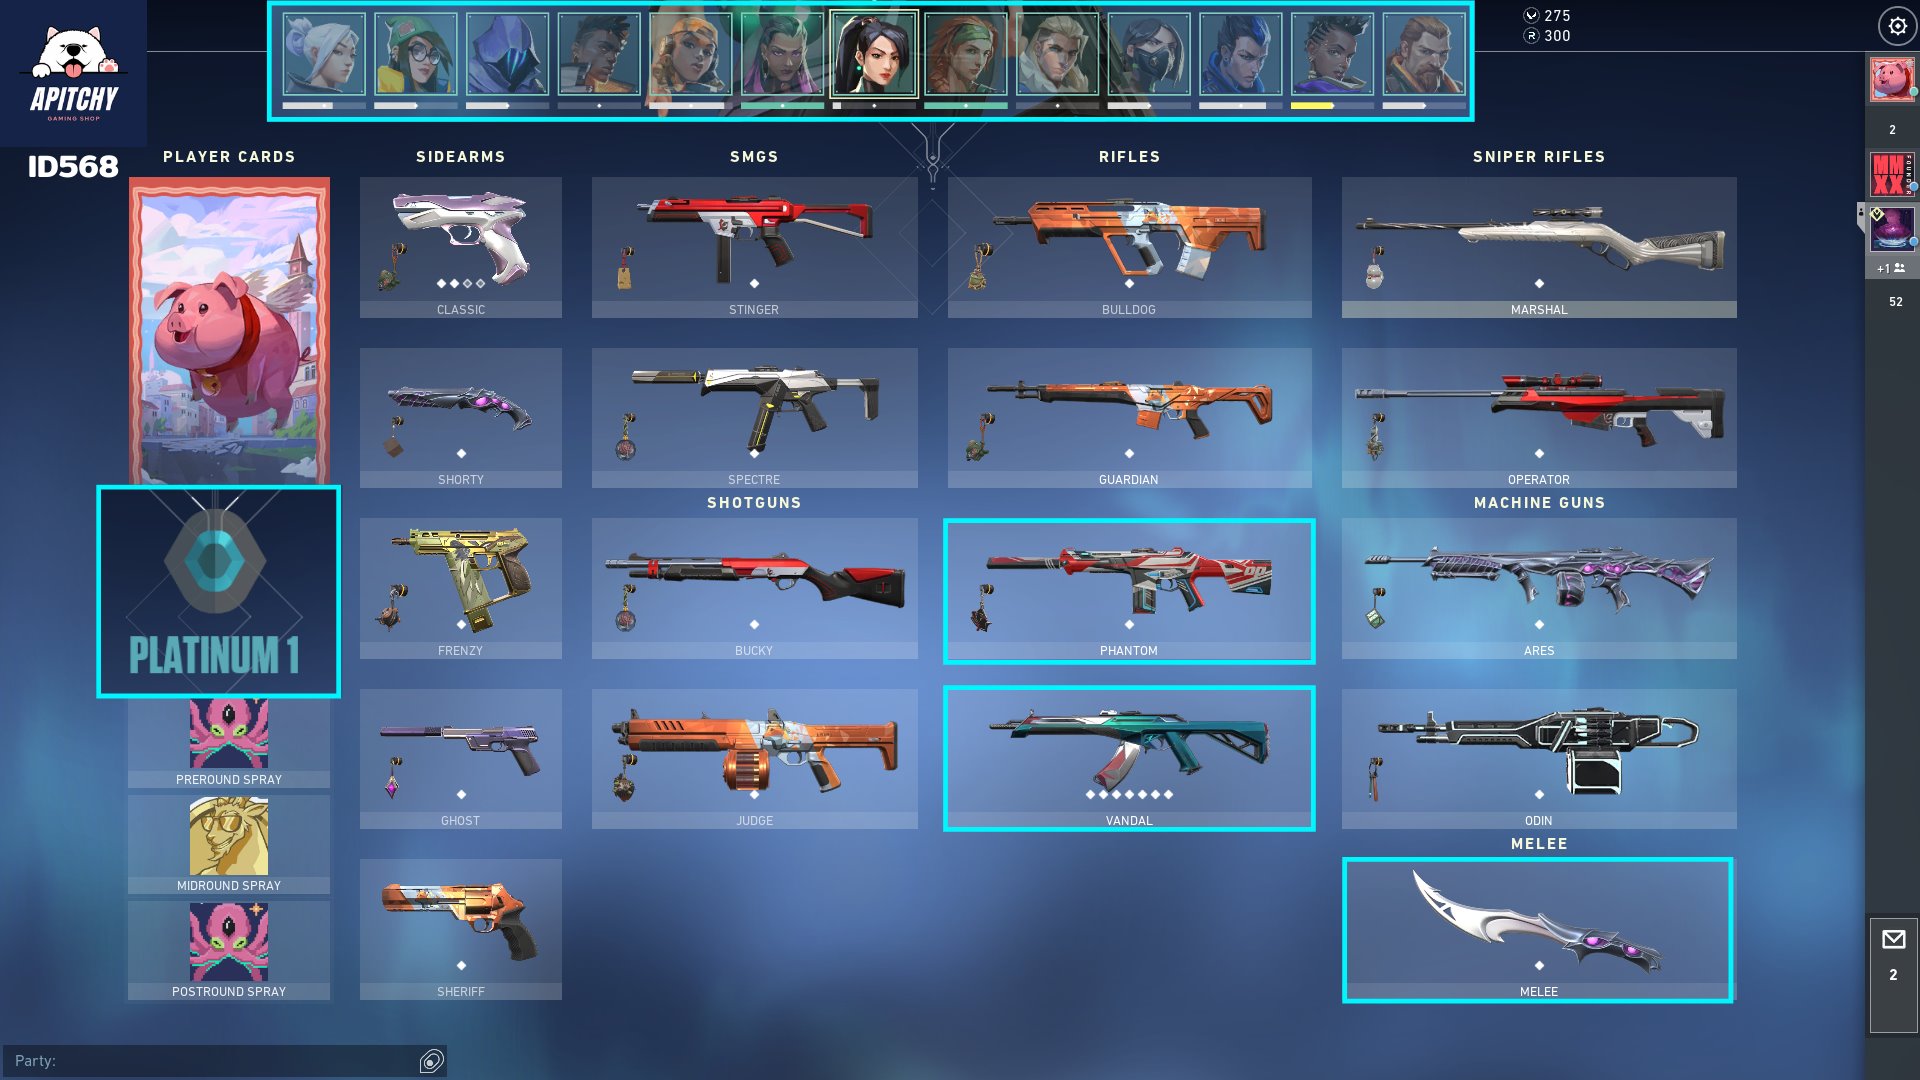 APITCHY
GAMING SHOP
ID568
275
300
PLAYER CARDS
SIDEARMS
SMGS
RIFLES
SNIPER RIFLES
CLASSIC
STINGER
BULLDOG
MARSHAL
SHORTY
SPECTRE
GUARDIAN
OPERATOR
SHOTGUNS
MACHINE GUNS
PLATINUM 1
FRENZY
BUCKY
PHANTOM
ARES
PREROUND SPRAY
GHOST
JUDGE
VANDAL
ODIN
MELEE
MIDROUND SPRAY
POSTROUND SPRAY
SHERIFF
MELEE
Party:
2
MMXX
FOUNDER
+1
52
2